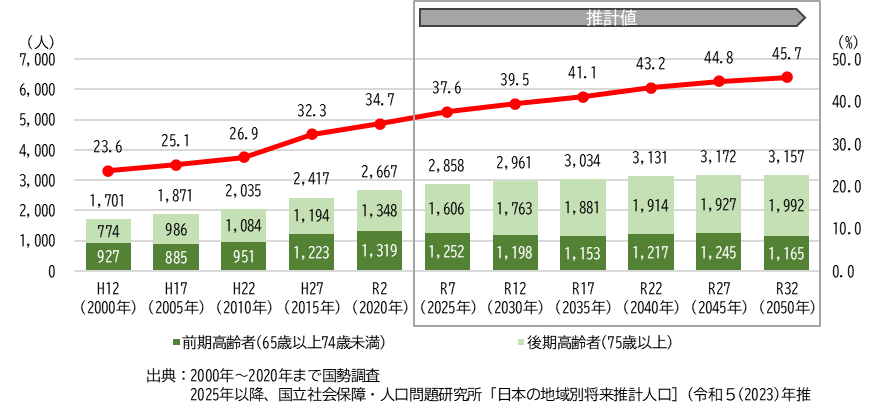 推計値
（人） （%）
7,000 50.0
6,000 40.0
5,000 30.0
4,000 20.0
3,000 10.0
2,000 0.0
1,000
0
23.6 25.1 26.9 32.3 34.7 37.6 39.5 41.1 43.2 44.8 45.7
1,701 1,871 2,035 2,417 2,667 2,858 2,961 3,034 3,131 3,172 3,157
774 986 1,084 1,194 1,348 1,606 1,763 1,881 1,914 1,927 1,992
927 885 951 1,223 1,319 1,252 1,198 1,153 1,217 1,245 1,165
H12 H17 H22 H27 R2 R7 R12 R17 R22 R27 R32
（2000年） （2005年） （2010年） （2015年） （2020年） （2025年） （2030年） （2035年） （2040年） （2045年） （2050年）
前期高齢者(65歳以上74歳未満) 後期高齢者(75歳以上)
出典：2000年～2020年まで国勢調査
2025年以降、国立社会保障・人口問題研究所「日本の地域別将来推計人口］（令和５(2023)年推